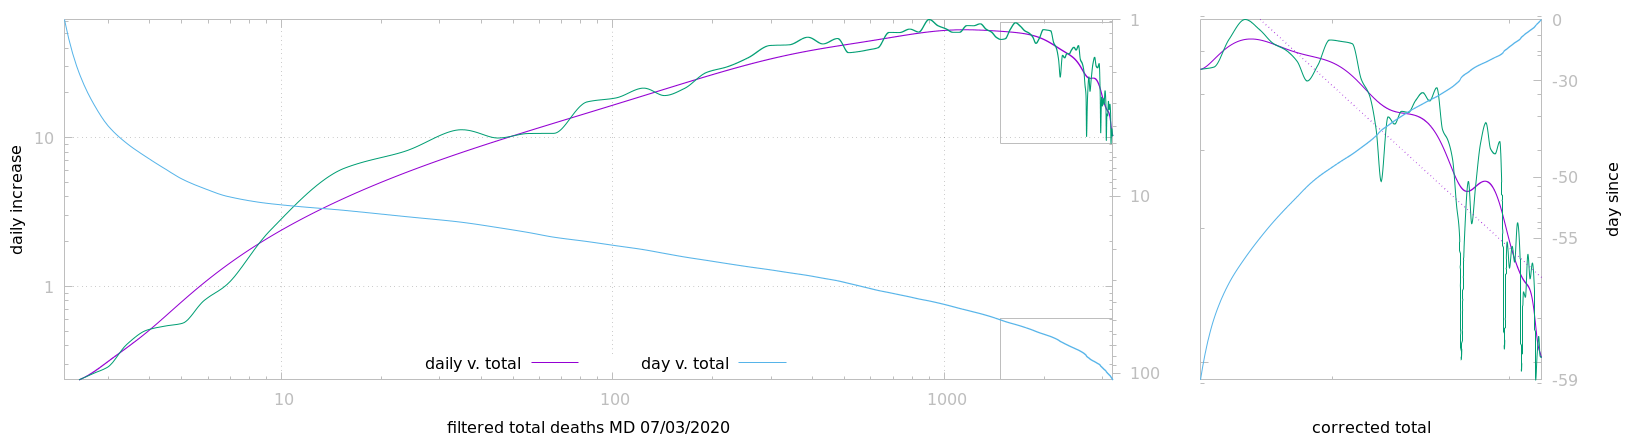 daily increase
10
1
daily v. total
day v. total
10
100
1000
filtered total deaths MD 07/03/2020
1
10
100
0
-30
-50
-55
-59
day since
corrected total